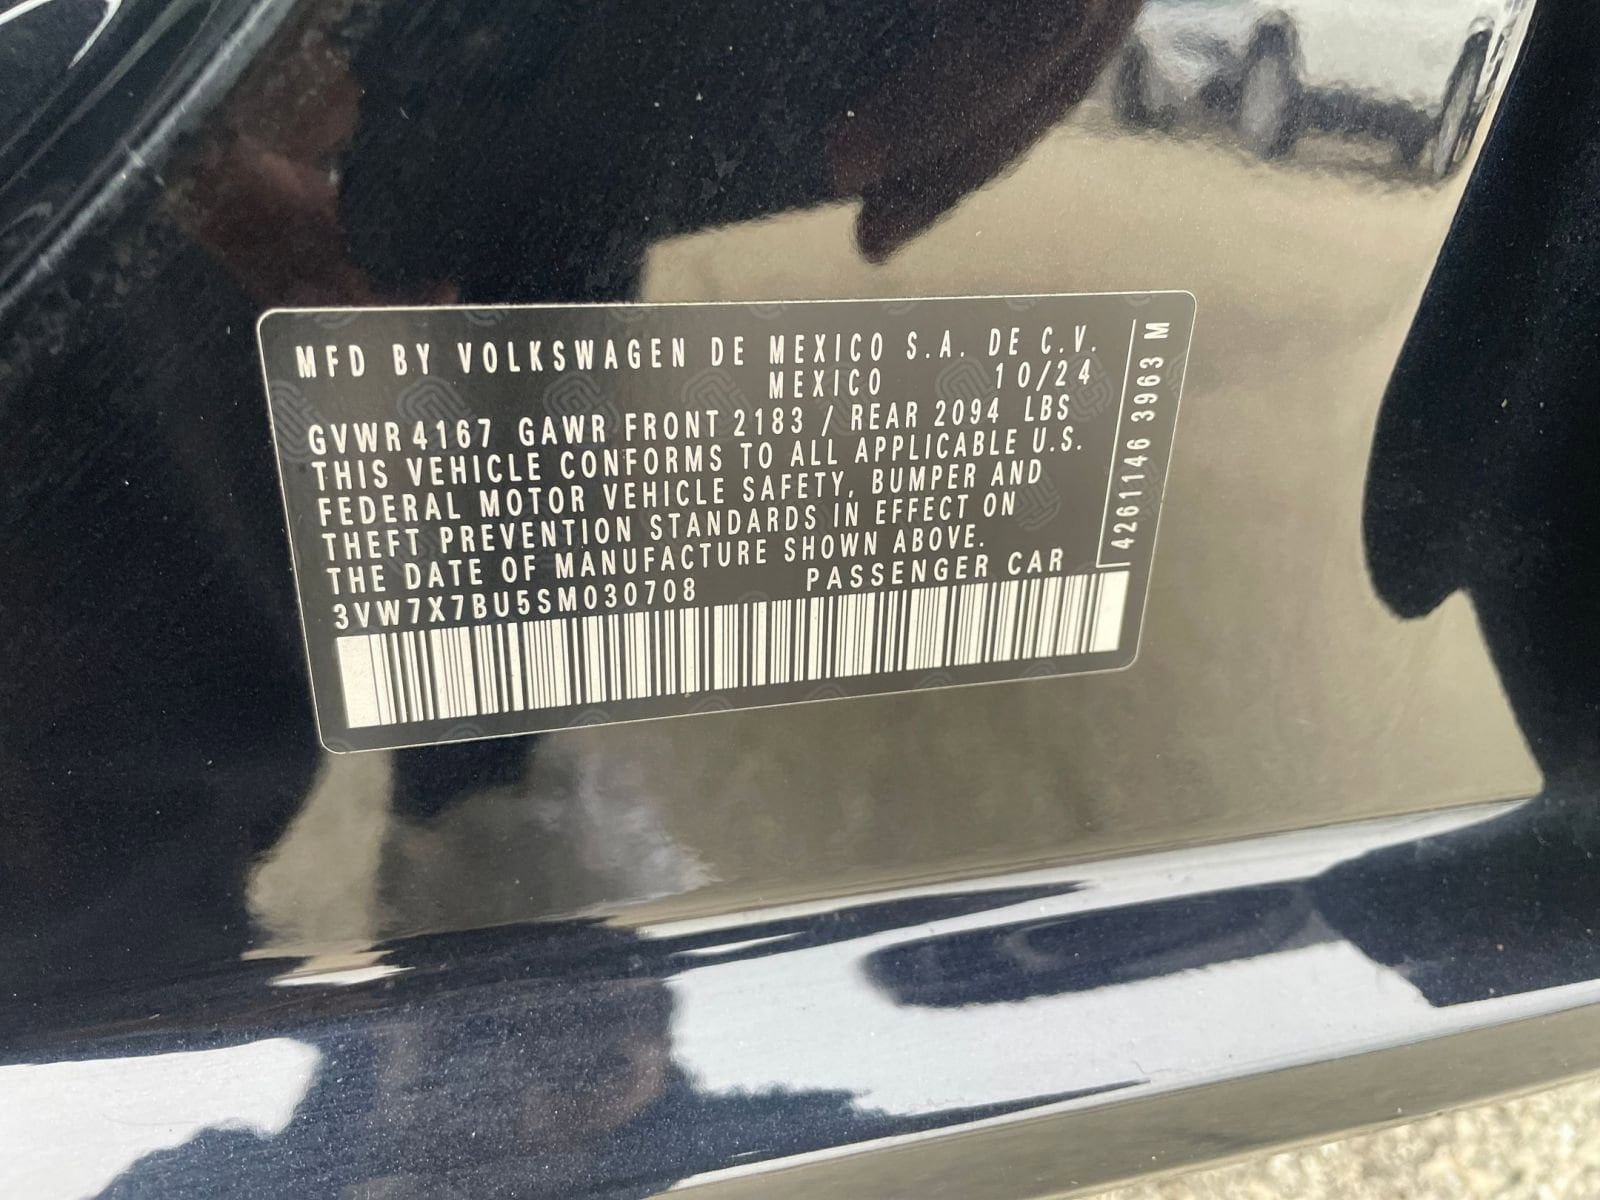 MFD BY VOLKSWAGEN DE MEXICO S.A. DE C.V.
MEXICO 10/24
GVWR 4167 GAWR FRONT 2183 / REAR 2094 LBS
THIS VEHICLE CONFORMS TO ALL APPLICABLE U.S.
FEDERAL MOTOR VEHICLE SAFETY, BUMPER AND
THEFT PREVENTION STANDARDS IN EFFECT ON
THE DATE OF MANUFACTURE SHOWN ABOVE.
3VW7X7BU5SM030708 PASSENGER CAR
42611146 3963 M